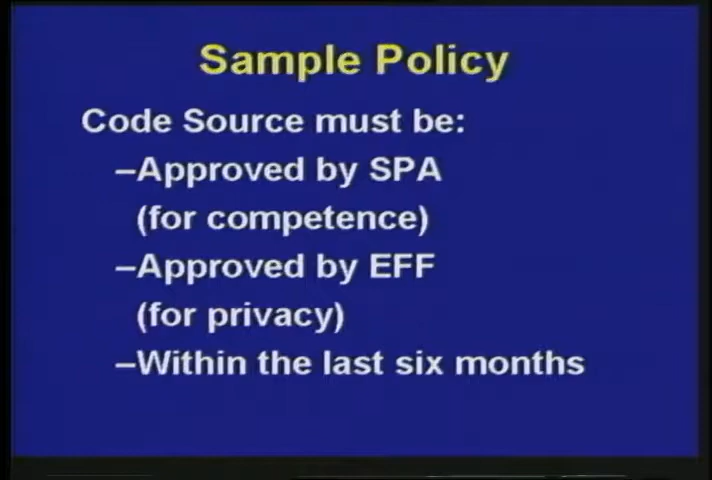 Sample Policy
Code Source must be:
–Approved by SPA
(for competence)
–Approved by EFF
(for privacy)
–Within the last six months